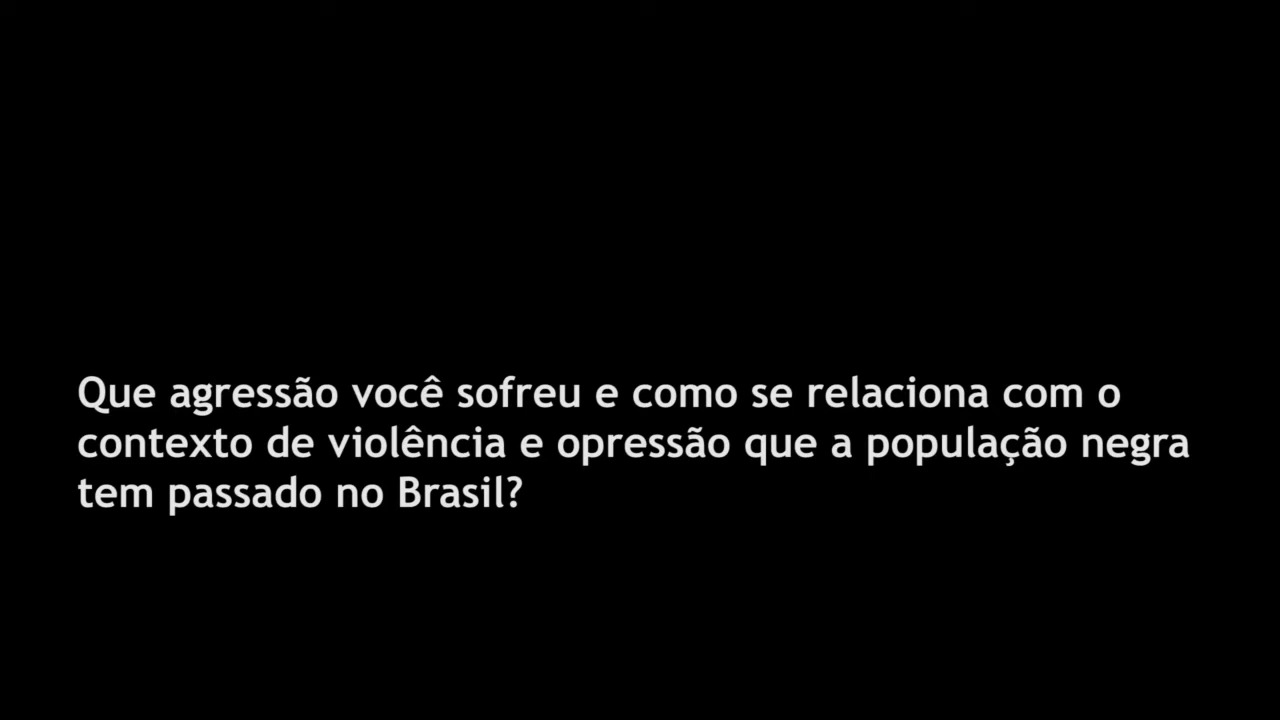 Que agressão você sofreu e como se relaciona com o
contexto de violência e opressão que a população negra
tem passado no Brasil?